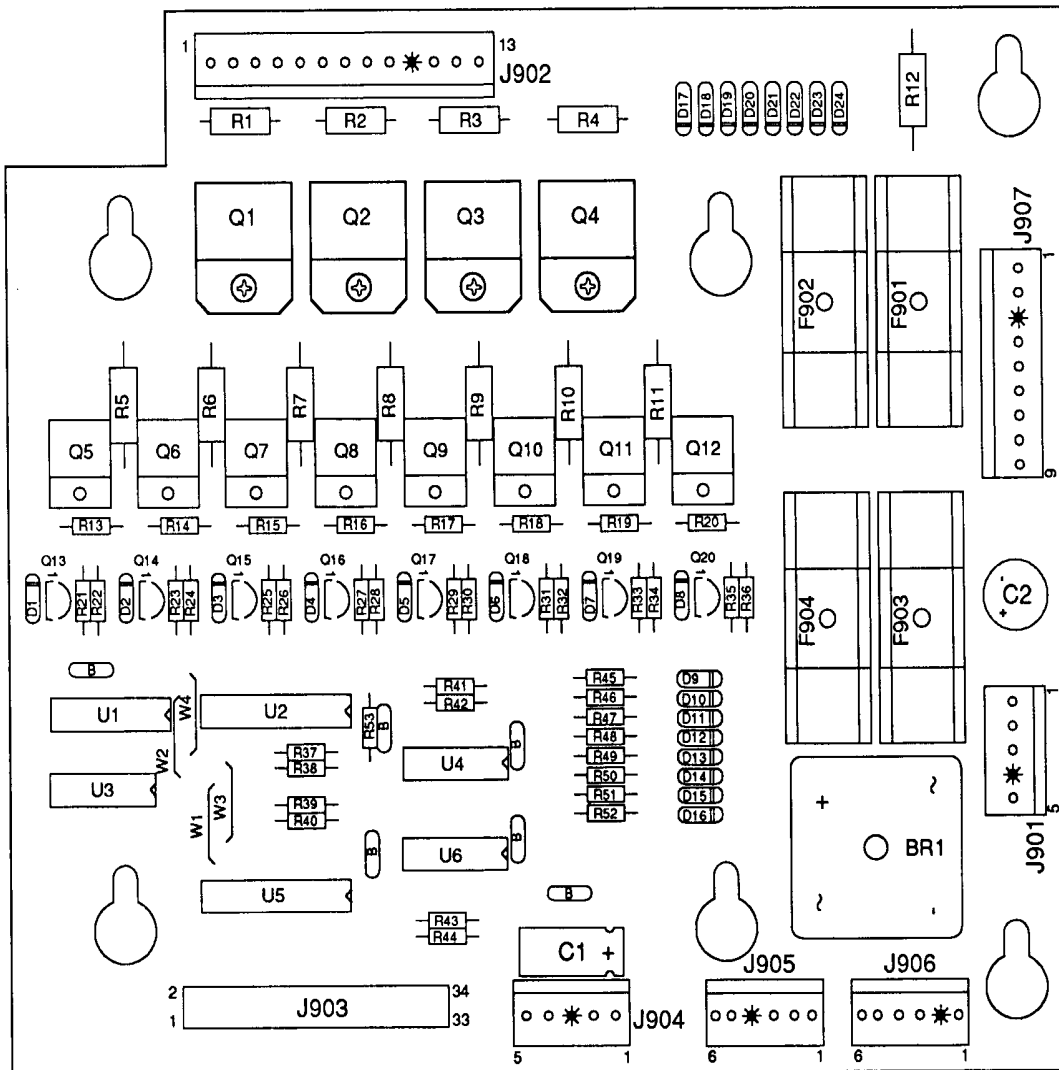 1 13
J902
R1 R2 R3 R4
D17 D18 D19 D20 D21 D22 D23 D24
R12
Q1 Q2 Q3 Q4
F902 F901
J907
1
9
R5 R6 R7 R8 R9 R10 R11
Q5 Q6 Q7 Q8 Q9 Q10 Q11 Q12
R13 R14 R15 R16 R17 R18 R19 R20
Q13 Q14 Q15 Q16 Q17 Q18 Q19 Q20
D1 R21 R22 D2 R23 R24 D3 R25 R26 D4 R27 R28 D5 R29 R30 D6 R31 R32 D7 R33 R34 D8 R35 R36
F904 F903
- C2
+
B
U1 W4 U2 R53 B
W2
U3
R41
R42
R37
R38
W3
W1
R39
R40
B
U4
B
U6
B
U5
R43
R44
R45 D9
R46 D10
R47 D11
R48 D12
R49 D13
R50 D14
R51 D15
R52 D16
1
5
J901
+ ~
BR1
~ -
B
C1 +
2 34
J903
1 33
J904
5 1
J905
6 1
J906
6 1